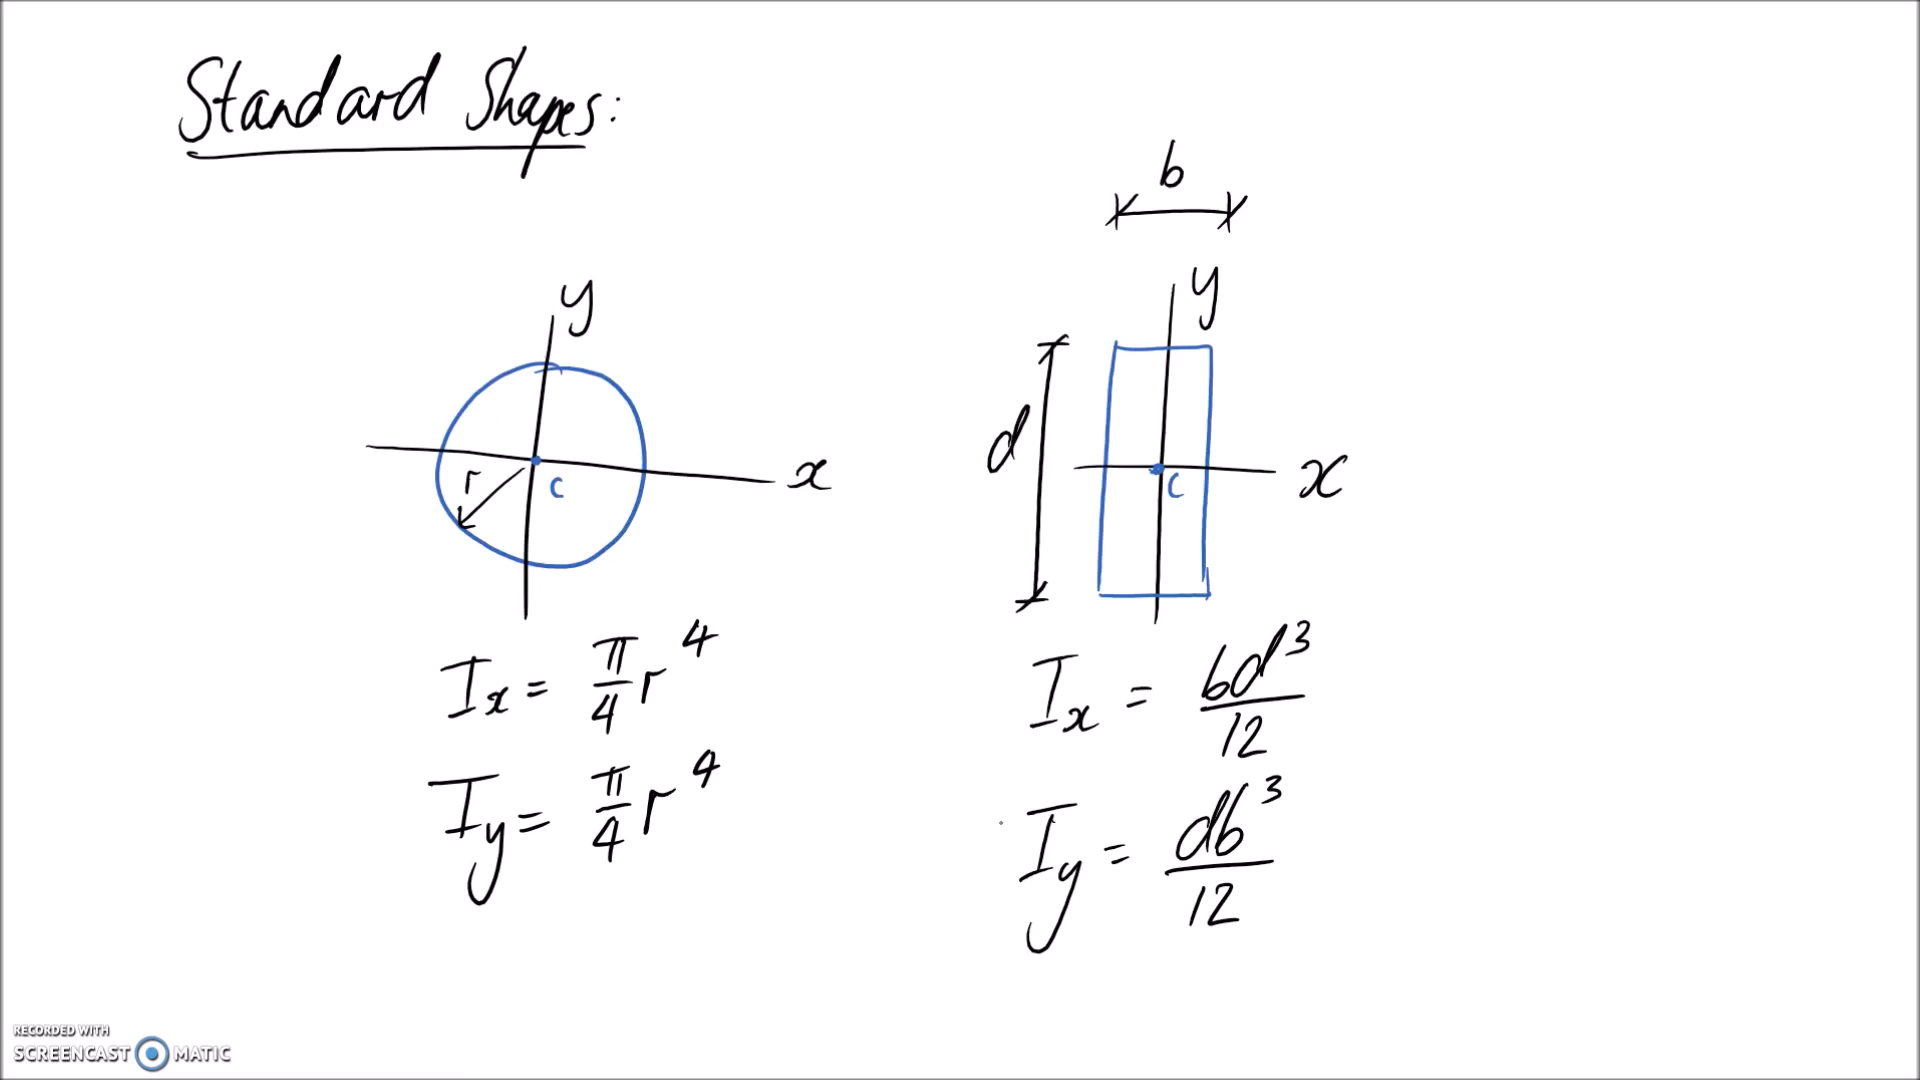 Standard Shapes:
b
y
y
d
r
c
x
c
x
Ix = π/4 r^4
Ix = bd^3/12
Iy = π/4 r^4
Iy = db^3/12
RECORDED WITH
SCREENCAST MATIC